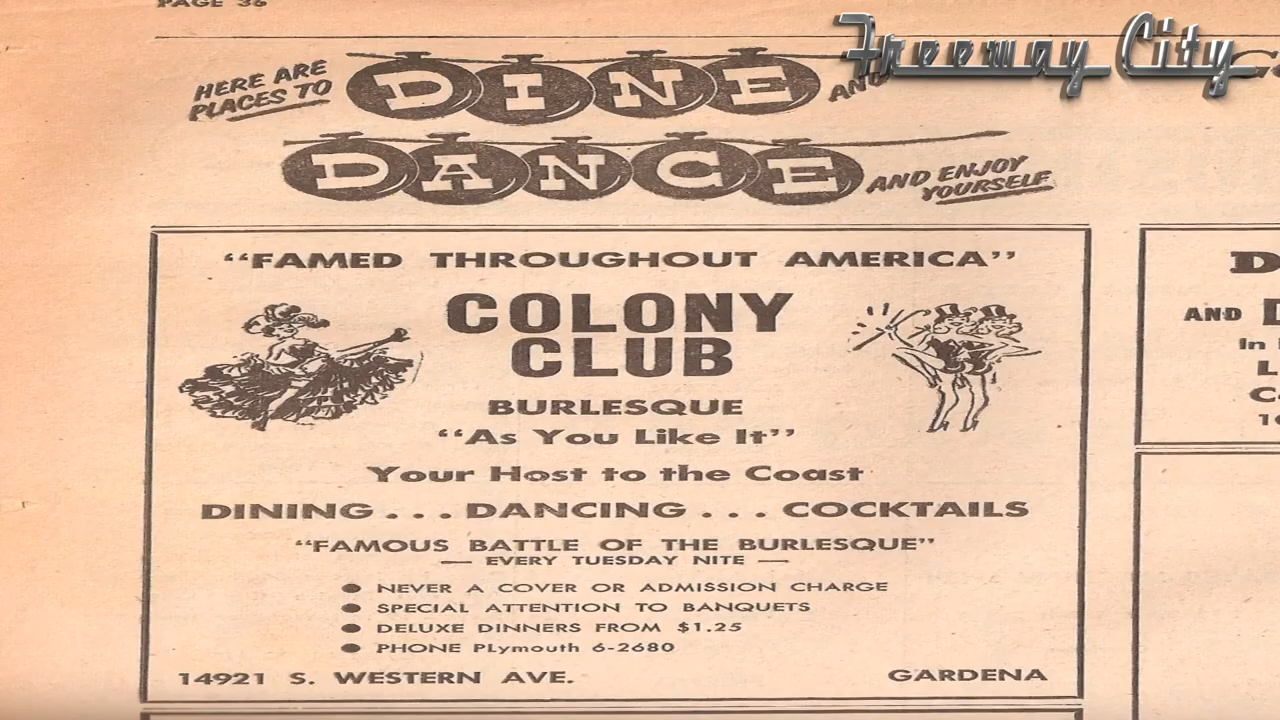 PAGE 36
Freeway City
HERE ARE
PLACES TO
DINE
AND
DANCE
AND ENJOY
YOURSELF
“FAMED THROUGHOUT AMERICA”
COLONY
CLUB
BURLESQUE
“As You Like It”
Your Host to the Coast
DINING . . . DANCING . . . COCKTAILS
“FAMOUS BATTLE OF THE BURLESQUE”
— EVERY TUESDAY NITE —
● NEVER A COVER OR ADMISSION CHARGE
● SPECIAL ATTENTION TO BANQUETS
● DELUXE DINNERS FROM $1.25
● PHONE PLymouth 6-2680
14921 S. WESTERN AVE.
GARDENA
AND
In